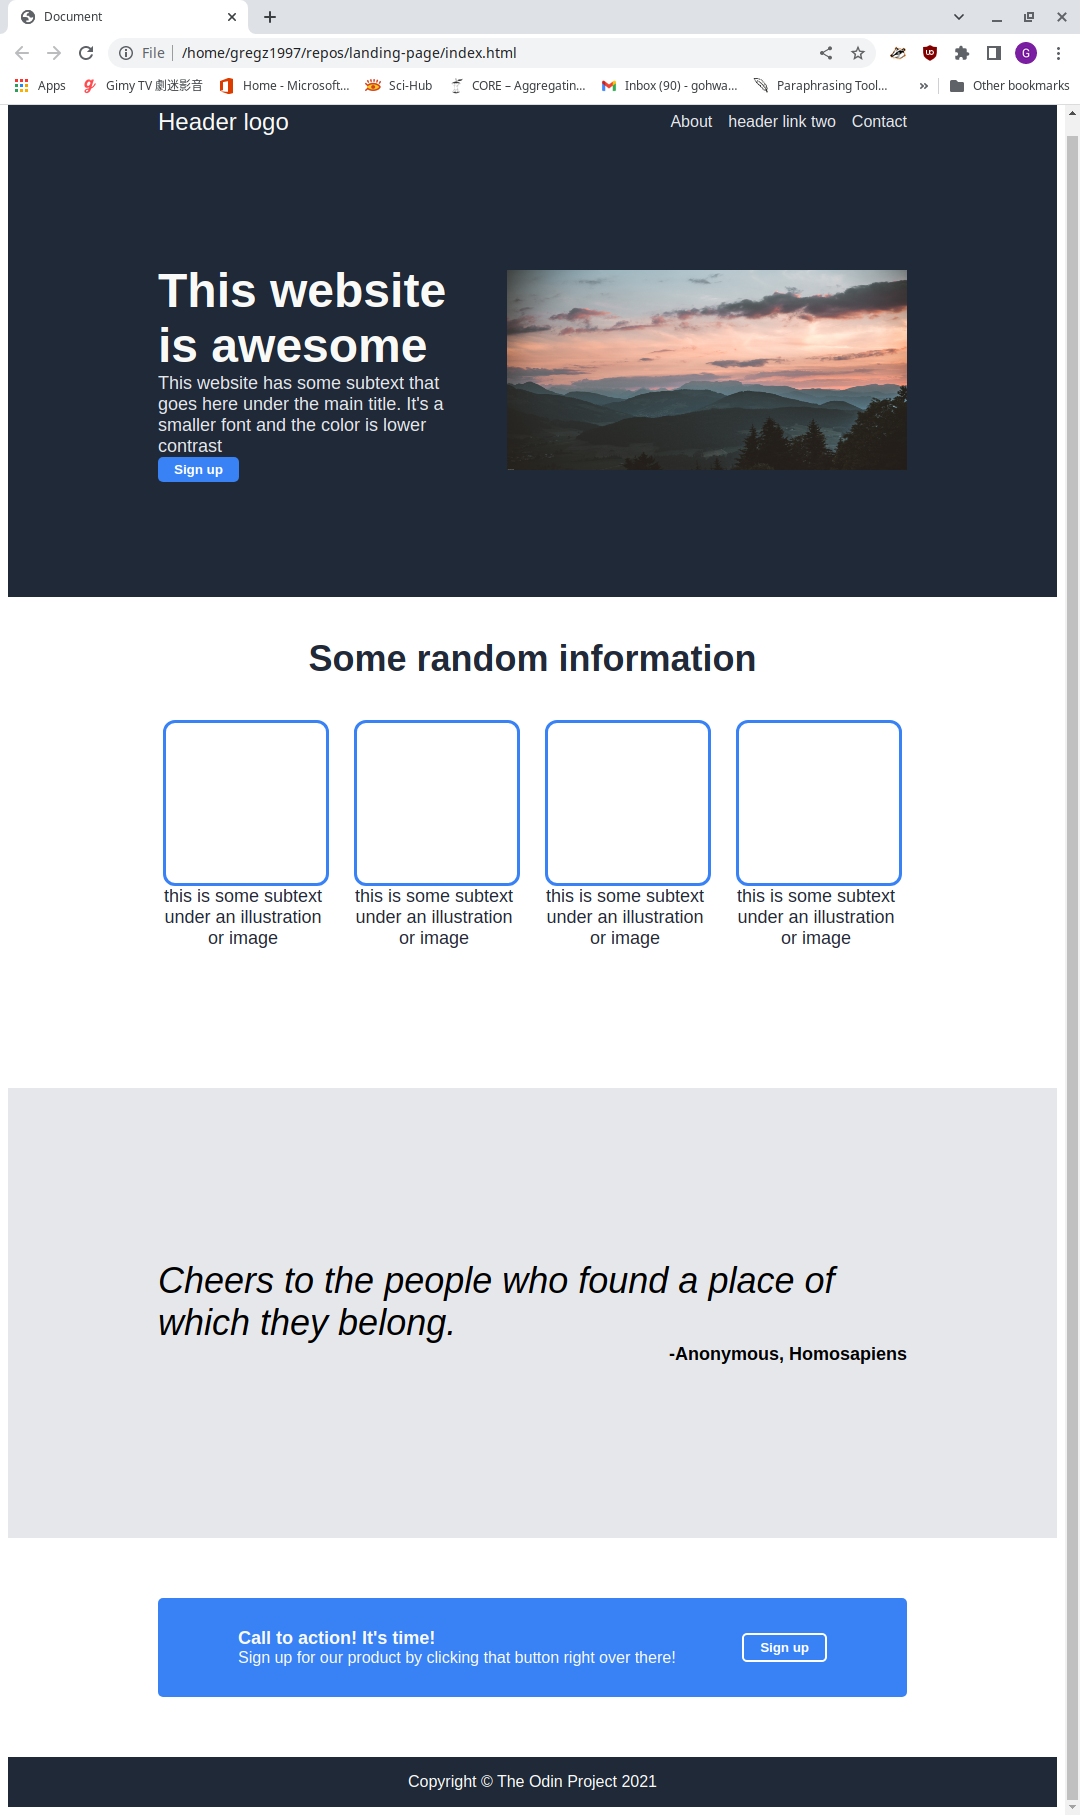 Document
File /home/gregz1997/repos/landing-page/index.html
G
Apps Gimy TV 劇迷影音 Home - Microsoft... Sci-Hub CORE – Aggregatin... Inbox (90) - gohwa... Paraphrasing Tool... » Other bookmarks
Header logo About header link two Contact
This website
is awesome
This website has some subtext that
goes here under the main title. It's a
smaller font and the color is lower
contrast
Sign up
Some random information
this is some subtext this is some subtext this is some subtext this is some subtext
under an illustration under an illustration under an illustration under an illustration
or image or image or image or image
Cheers to the people who found a place of
which they belong.
-Anonymous, Homosapiens
Call to action! It's time!
Sign up for our product by clicking that button right over there!
Sign up
Copyright © The Odin Project 2021